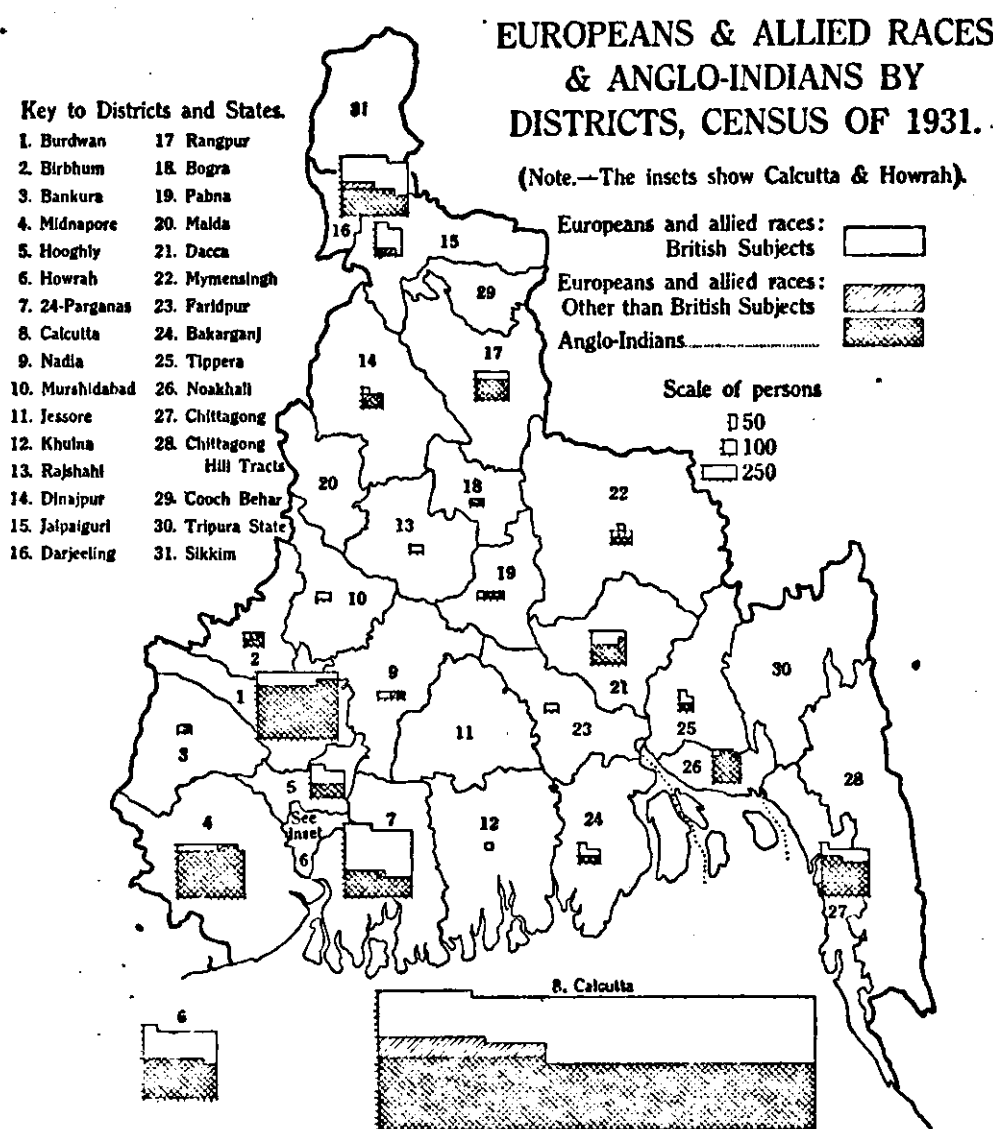 EUROPEANS & ALLIED RACES
& ANGLO-INDIANS BY
DISTRICTS, CENSUS OF 1931.
(Note.—The insets show Calcutta & Howrah).
Key to Districts and States.
1. Burdwan
2. Birbhum
3. Bankura
4. Midnapore
5. Hooghly
6. Howrah
7. 24-Parganas
8. Calcutta
9. Nadia
10. Murshidabad
11. Jessore
12. Khulna
13. Rajshahi
14. Dinajpur
15. Jalpaiguri
16. Darjeeling
17 Rangpur
18. Bogra
19. Pabna
20. Malda
21. Dacca
22. Mymensingh
23. Faridpur
24. Bakarganj
25. Tippera
26. Noakhali
27. Chittagong
28. Chittagong
Hill Tracts
29. Cooch Behar
30. Tripura State
31. Sikkim
Europeans and allied races:
British Subjects
Europeans and allied races:
Other than British Subjects
Anglo-Indians
Scale of persons
50
100
250
31
16
15
29
14
17
20
18
22
13
19
10
2
9
21
30
1
11
23
25
3
26
28
5
4
See
inset
7
12
24
6
27
8. Calcutta
6